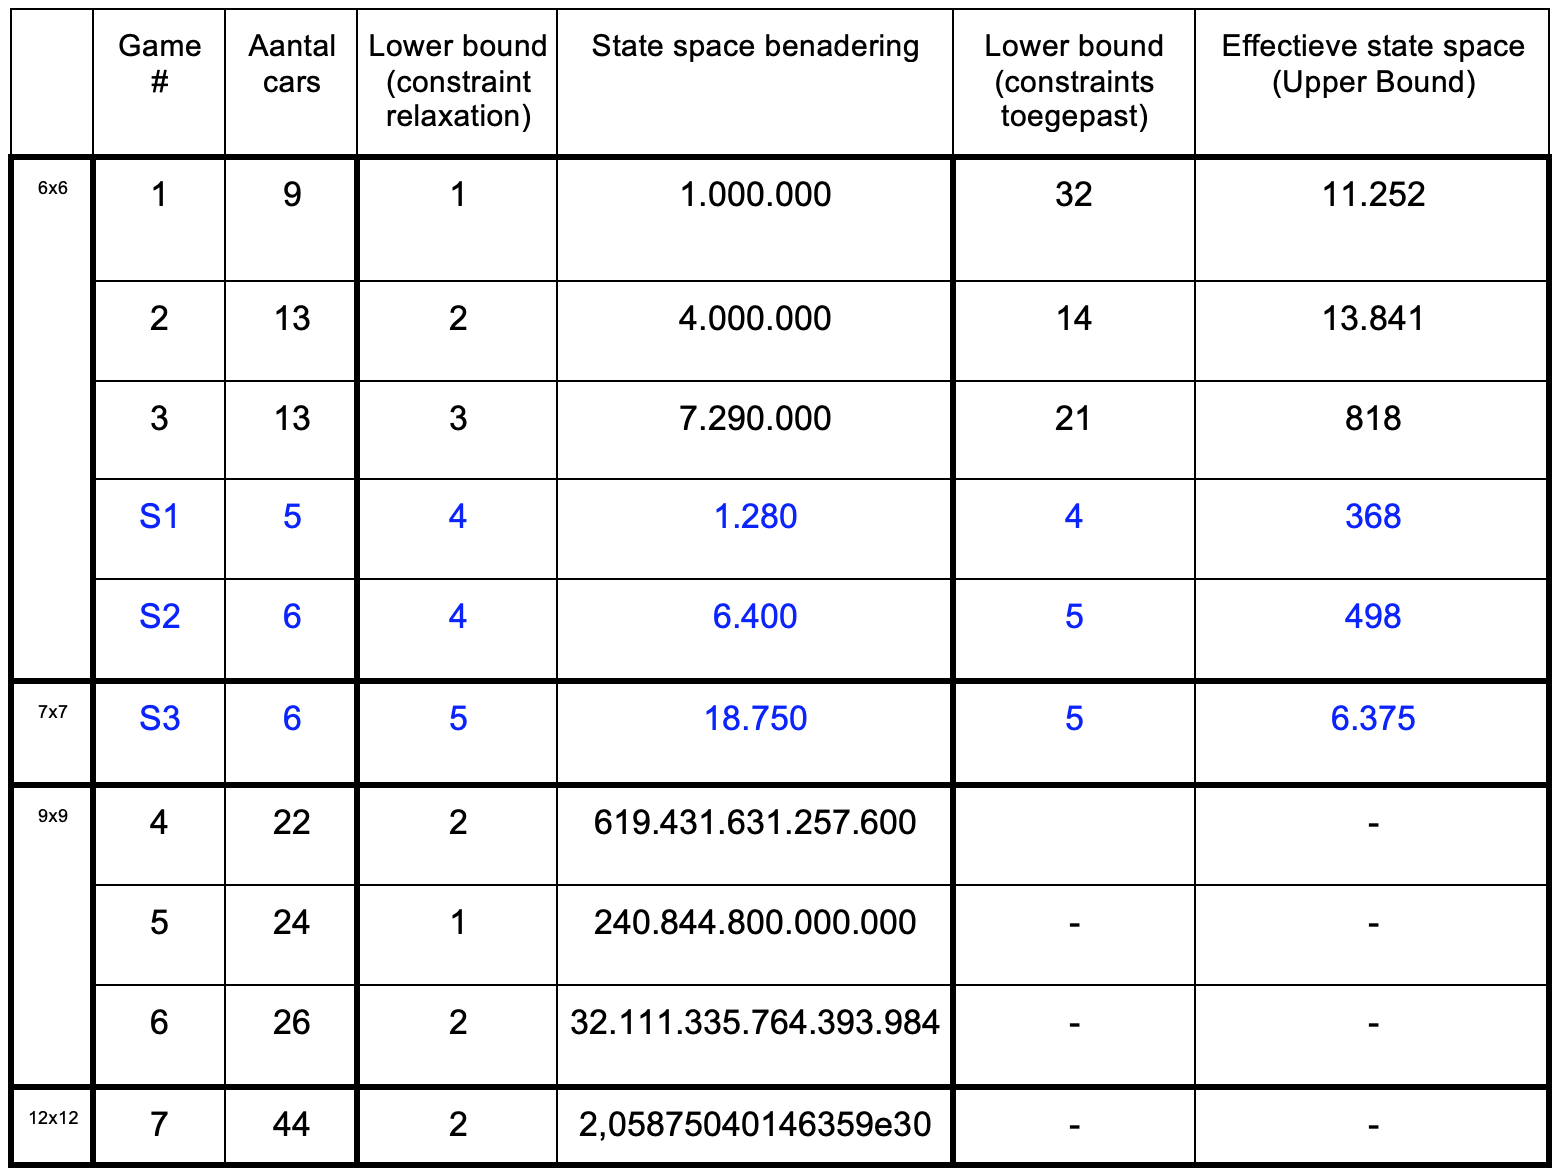 Game # Aantal cars Lower bound (constraint relaxation) State space benadering Lower bound (constraints toegepast) Effectieve state space (Upper Bound)
6x6 1 9 1 1.000.000 32 11.252
2 13 2 4.000.000 14 13.841
3 13 3 7.290.000 21 818
S1 5 4 1.280 4 368
S2 6 4 6.400 5 498
7x7 S3 6 5 18.750 5 6.375
9x9 4 22 2 619.431.631.257.600 -
5 24 1 240.844.800.000.000 - -
6 26 2 32.111.335.764.393.984 - -
12x12 7 44 2 2,05875040146359e30 - -